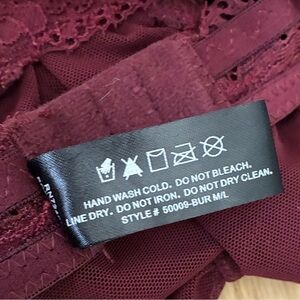 HAND WASH COLD. DO NOT BLEACH.
LINE DRY. DO NOT IRON. DO NOT DRY CLEAN.
STYLE # 50009-BUR M/L